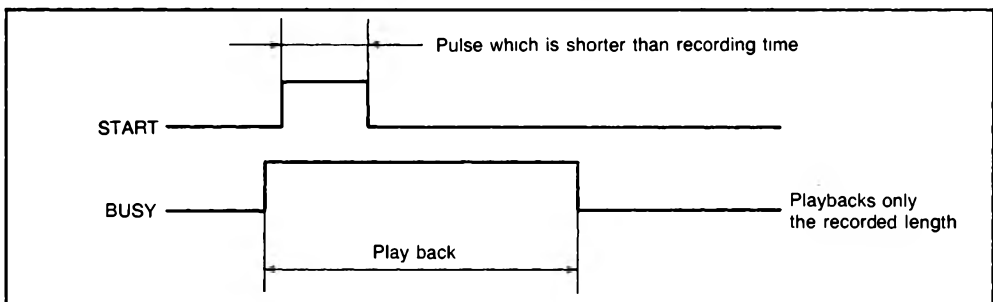 Pulse which is shorter than recording time
START
BUSY
Playbacks only
the recorded length
Play back